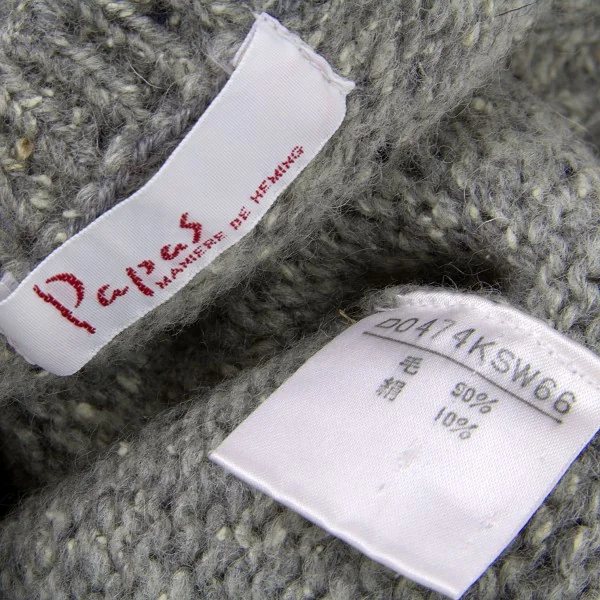 Papas
MANIERE DE HEMING
D0474KSW66
毛 90%
絹 10%